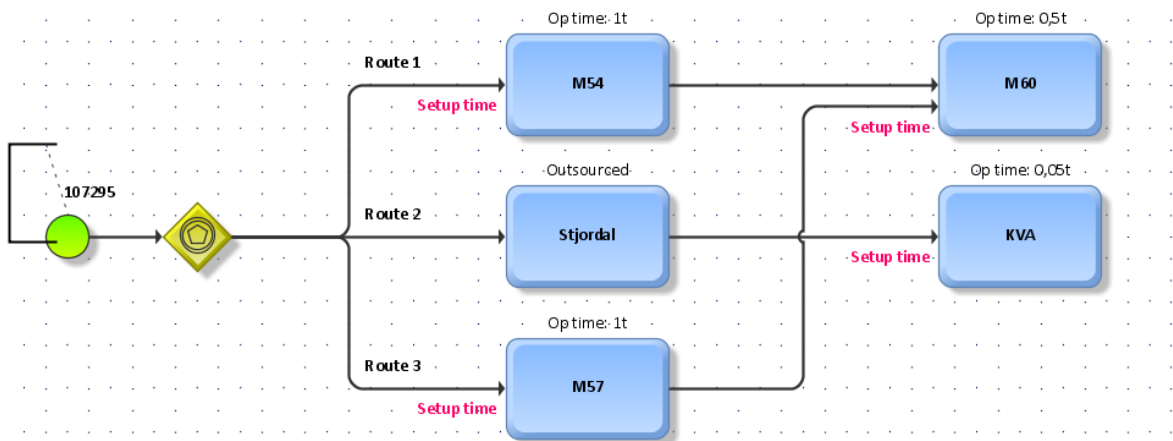 Op time: 1t
Op time: 0,5t
Route 1
M54
M60
Setup time
Setup time
Outsourced
Op time: 0,05t
107295
Route 2
Stjordal
KVA
Setup time
Op time: 1t
Route 3
M57
Setup time